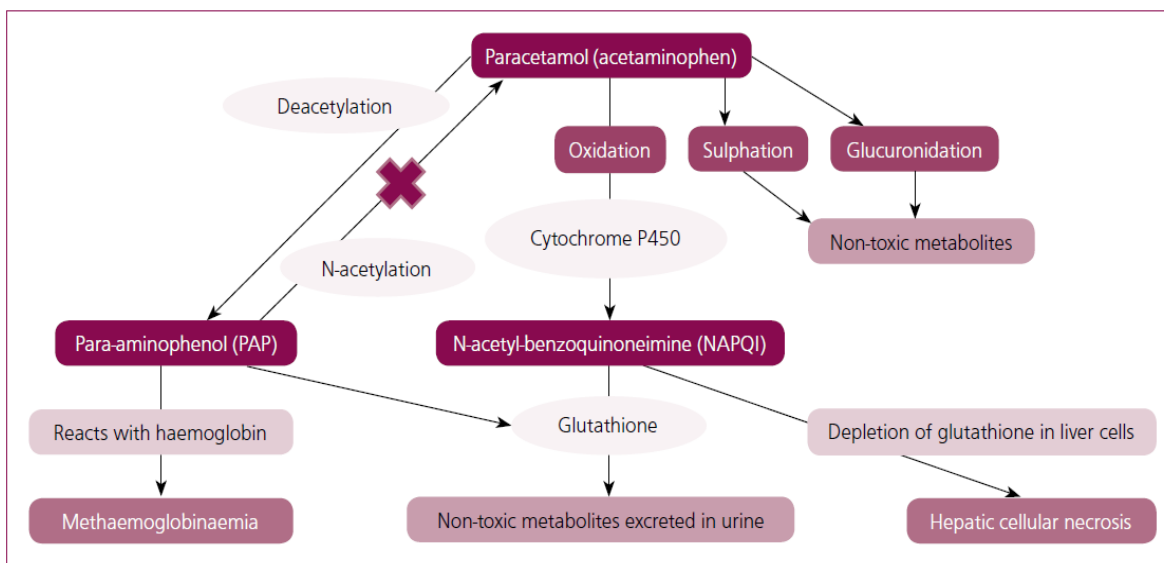 Paracetamol (acetaminophen)
Deacetylation
Oxidation
Sulphation
Glucuronidation
Cytochrome P450
Non-toxic metabolites
N-acetylation
Para-aminophenol (PAP)
N-acetyl-benzoquinoneimine (NAPQI)
Reacts with haemoglobin
Glutathione
Depletion of glutathione in liver cells
Methaemoglobinaemia
Non-toxic metabolites excreted in urine
Hepatic cellular necrosis